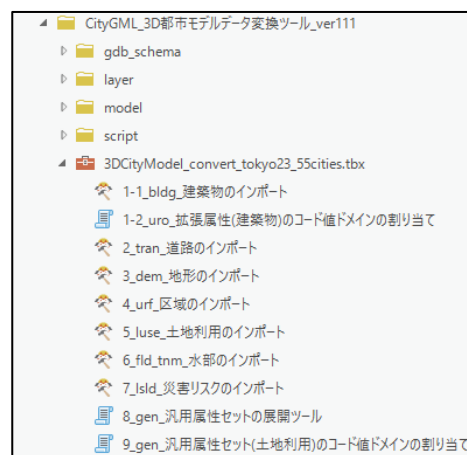 CityGML_3D都市モデルデータ変換ツール_ver111
gdb_schema
layer
model
script
3DCityModel_convert_tokyo23_55cities.tbx
1-1_bldg_建築物のインポート
1-2_uro_拡張属性(建築物)のコード値ドメインの割り当て
2_tran_道路のインポート
3_dem_地形のインポート
4_urf_区域のインポート
5_luse_土地利用のインポート
6_fld_tnm_水部のインポート
7_lsld_災害リスクのインポート
8_gen_汎用属性セットの展開ツール
9_gen_汎用属性セット(土地利用)のコード値ドメインの割り当て